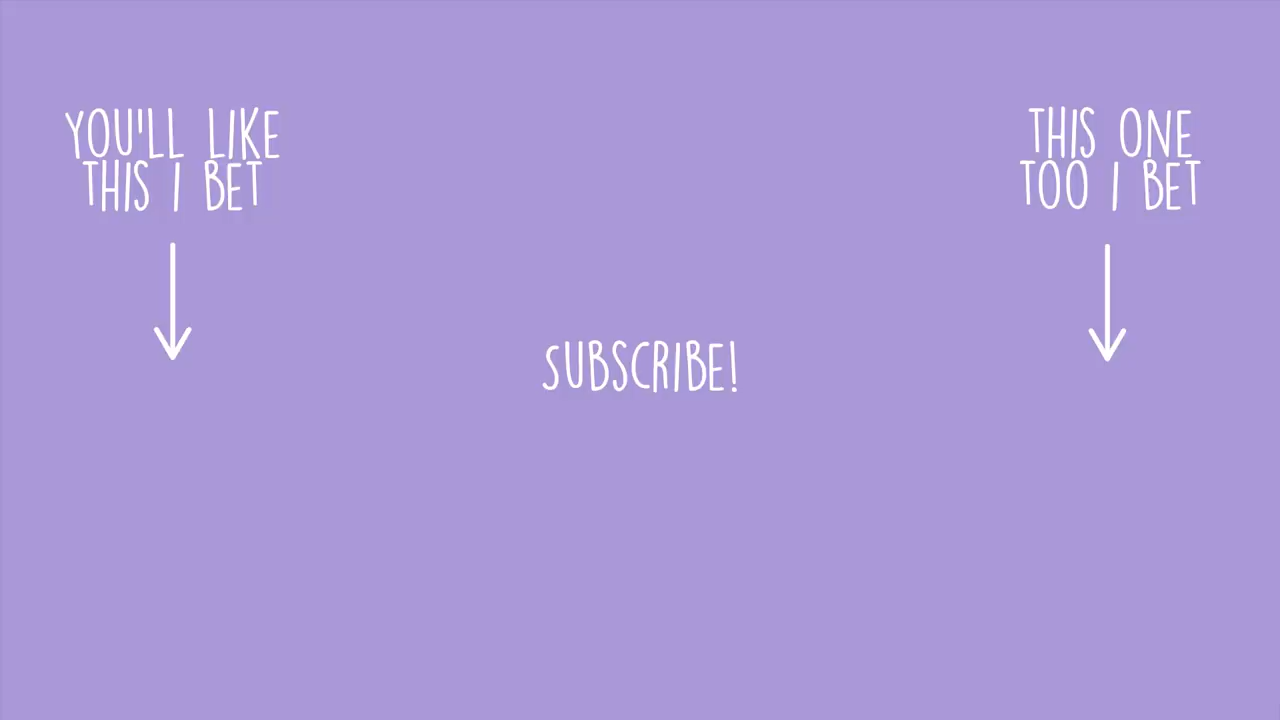 YOU'LL LIKE
THIS I BET
THIS ONE
TOO I BET
SUBSCRIBE!